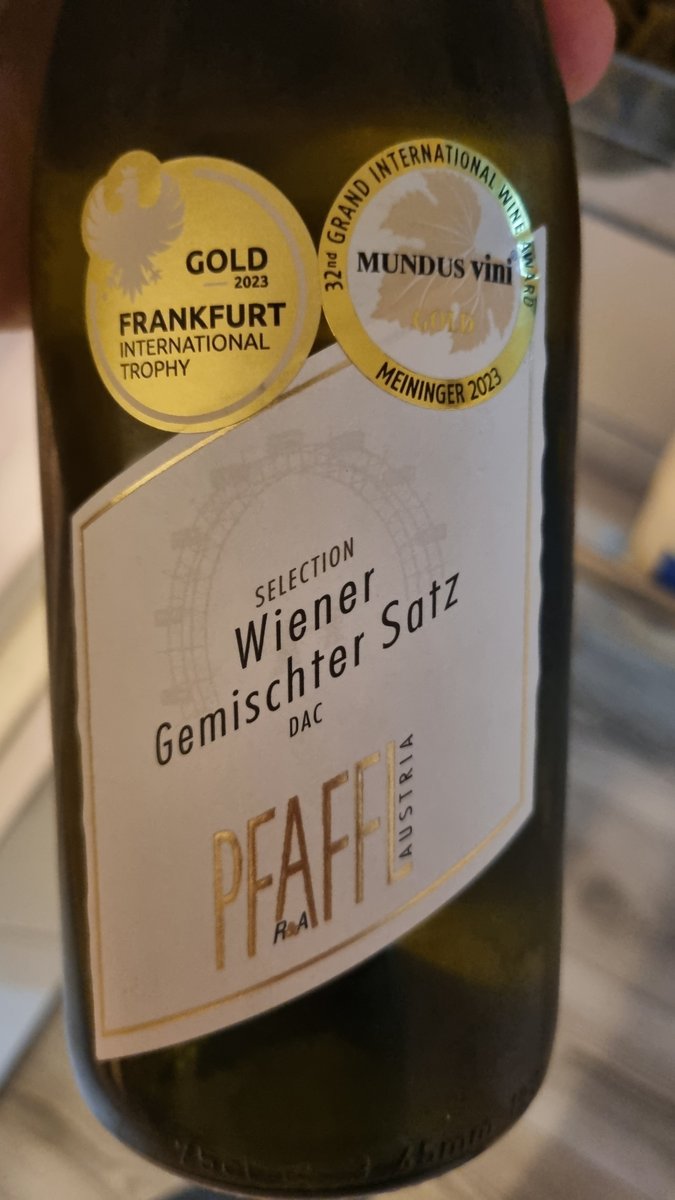 GOLD
2023
FRANKFURT
INTERNATIONAL
TROPHY
32nd GRAND INTERNATIONAL WINE AWARD
MUNDUS vini
GOLD
MEININGER 2023
SELECTION
Wiener
Gemischter Satz
DAC
PFAFFL
AUSTRIA
R&A